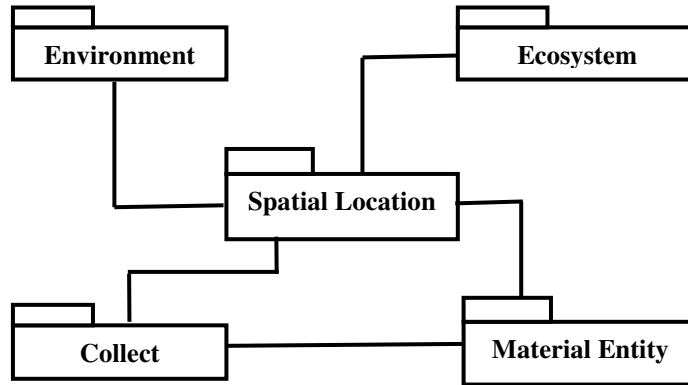 Environment
Ecosystem
Spatial Location
Collect
Material Entity